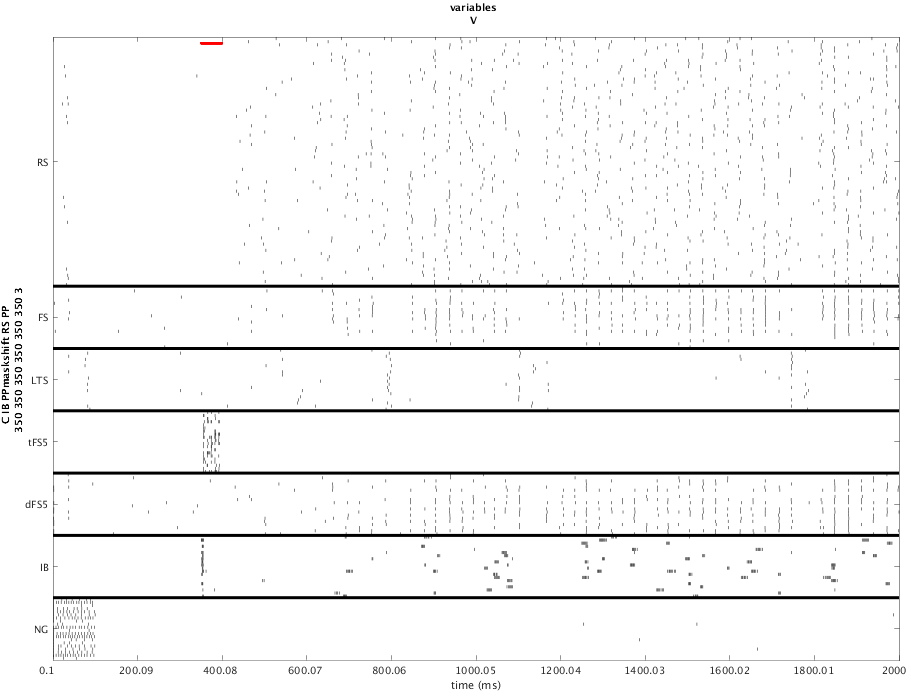 variables
V
C IB PPmaskshift RS PP
350 350 350 350 350 350 3
RS
FS
LTS
tFS5
dFS5
IB
NG
0.1 200.09 400.08 600.07 800.06 1000.05 1200.04 1400.03 1600.02 1800.01 2000
time (ms)